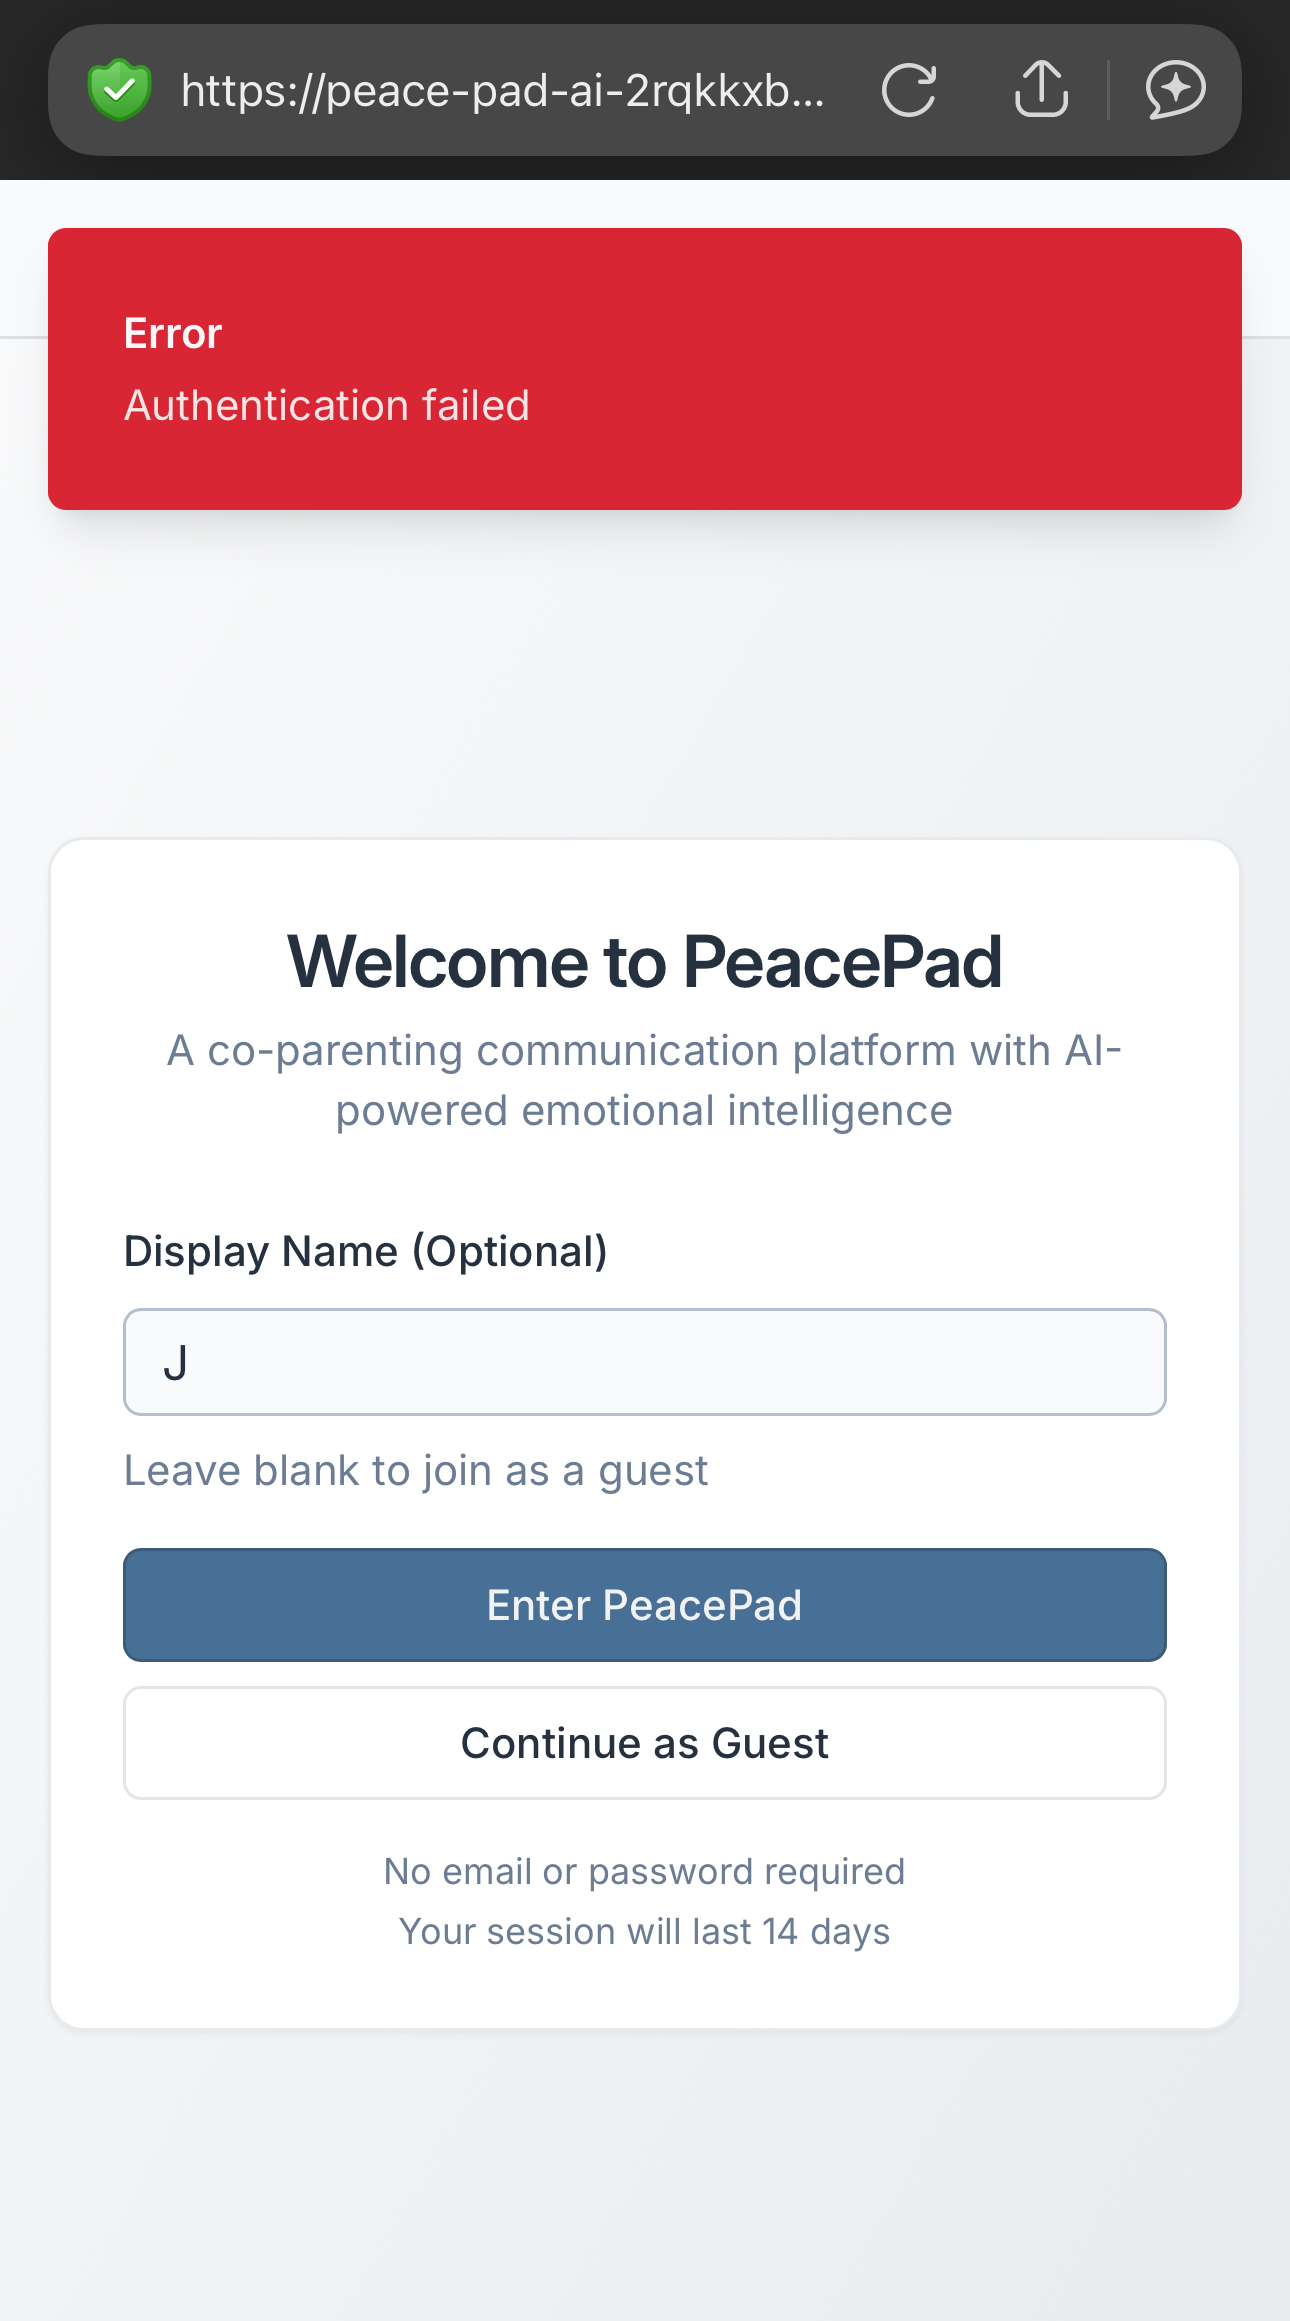 https://peace-pad-ai-2rqkkxb...
Error
Authentication failed
Welcome to PeacePad
A co-parenting communication platform with AI-
powered emotional intelligence
Display Name (Optional)
J
Leave blank to join as a guest
Enter PeacePad
Continue as Guest
No email or password required
Your session will last 14 days